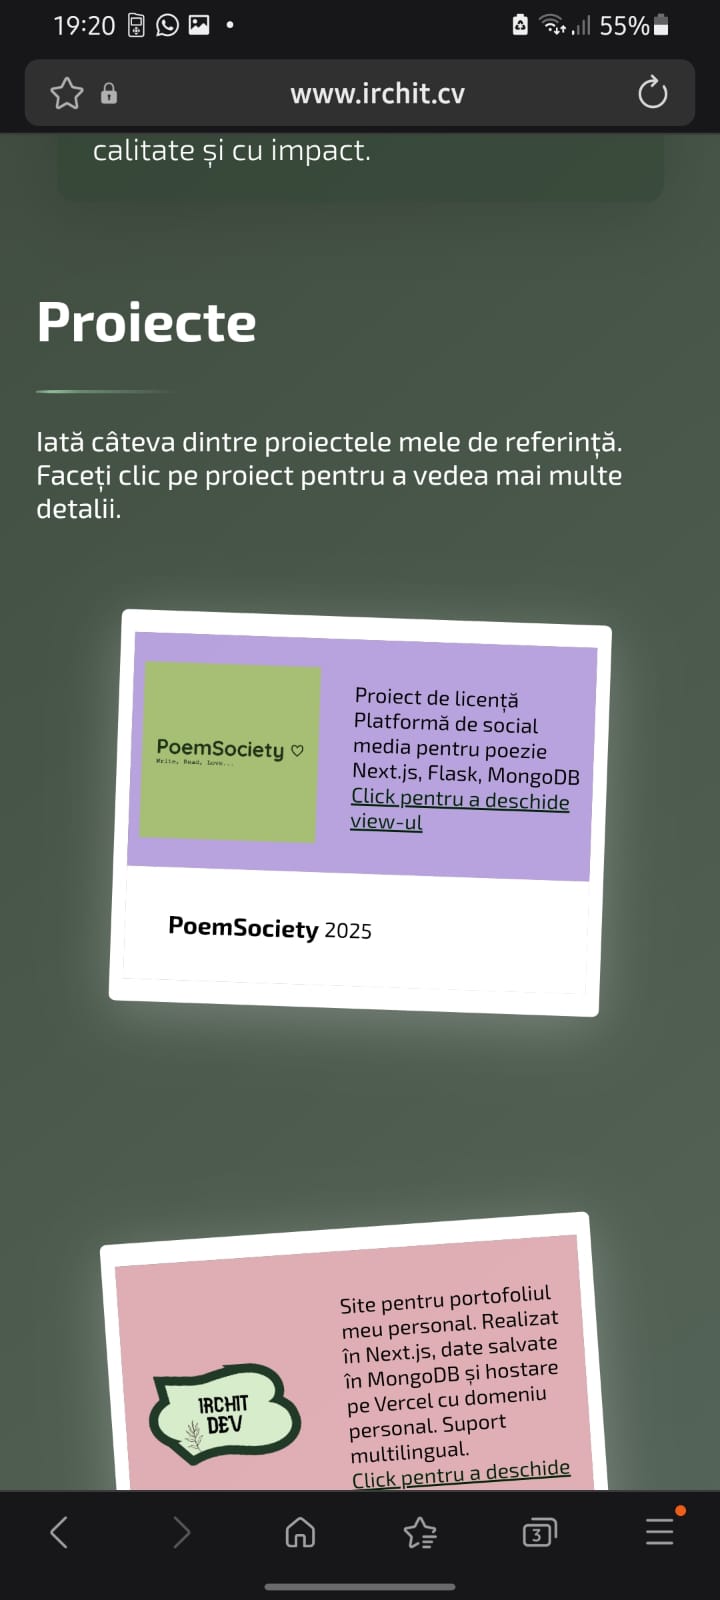 19:20
55%
www.irchit.cv
calitate și cu impact.
Proiecte
Iată câteva dintre proiectele mele de referință.
Faceți clic pe proiect pentru a vedea mai multe
detalii.
PoemSociety ♡
Write, Read, Love...
Proiect de licență
Platformă de social
media pentru poezie
Next.js, Flask, MongoDB
Click pentru a deschide
view-ul
PoemSociety 2025
IRCHIT
DEV
Site pentru portofoliul
meu personal. Realizat
în Next.js, date salvate
în MongoDB și hostare
pe Vercel cu domeniu
personal. Suport
multilingual.
Click pentru a deschide
3